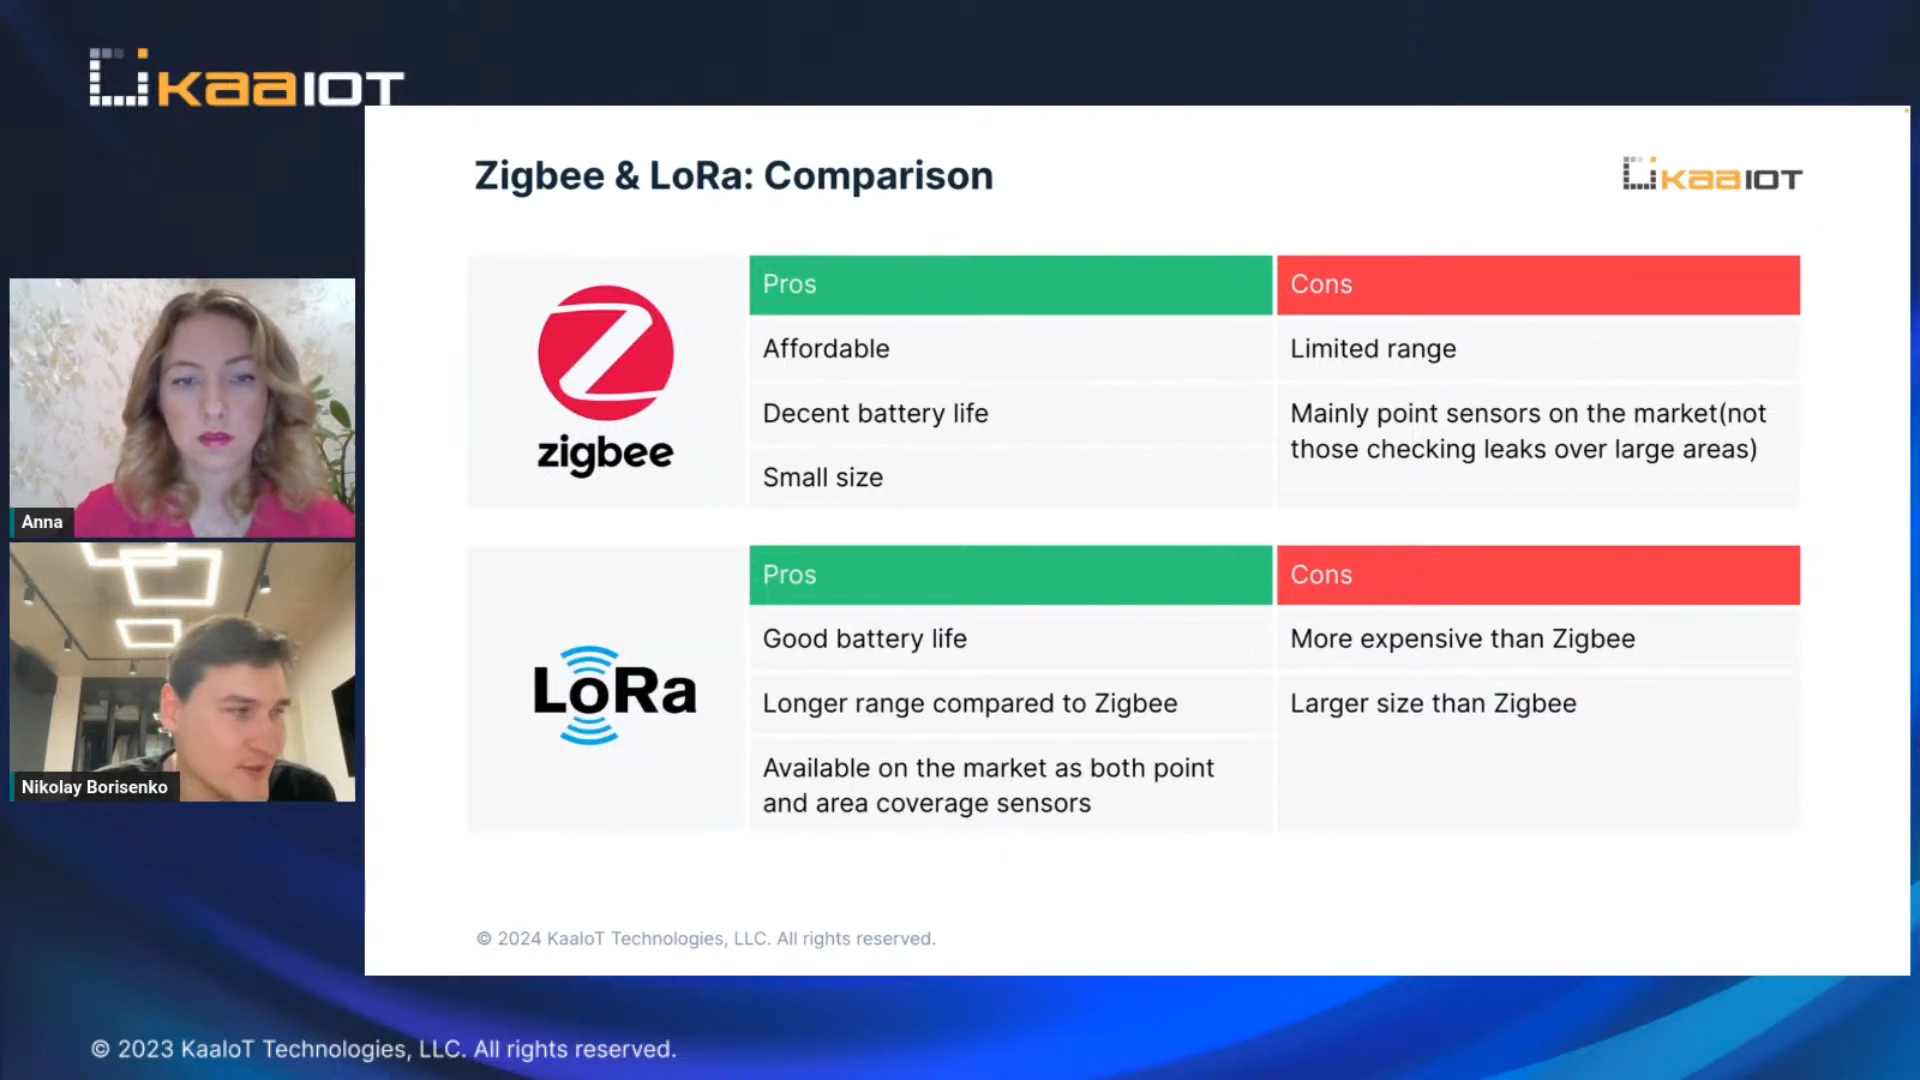 kaaIOT
Zigbee & LoRa: Comparison
kaaIOT
zigbee
Pros
Cons
Affordable
Limited range
Decent battery life
Mainly point sensors on the market(not
those checking leaks over large areas)
Small size
LoRa
Pros
Cons
Good battery life
More expensive than Zigbee
Longer range compared to Zigbee
Larger size than Zigbee
Available on the market as both point
and area coverage sensors
© 2024 KaaIoT Technologies, LLC. All rights reserved.
Anna
Nikolay Borisenko
© 2023 KaaIoT Technologies, LLC. All rights reserved.